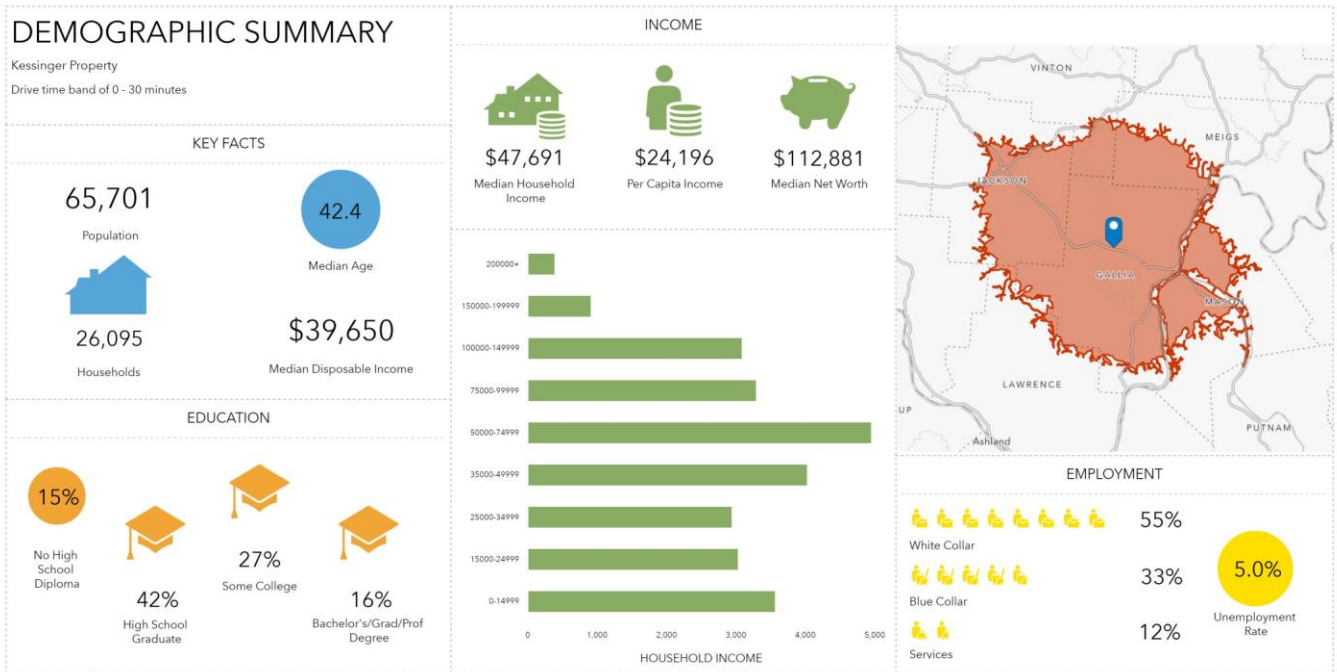 DEMOGRAPHIC SUMMARY
Kessinger Property
Drive time band of 0 - 30 minutes
KEY FACTS
65,701
Population
42.4
Median Age
26,095
Households
$39,650
Median Disposable Income
EDUCATION
15%
No High
School
Diploma
42%
High School
Graduate
27%
Some College
16%
Bachelor's/Grad/Prof
Degree
INCOME
$47,691
Median Household
Income
$24,196
Per Capita Income
$112,881
Median Net Worth
200000+
150000-199999
100000-149999
75000-99999
50000-74999
35000-49999
25000-34999
15000-24999
0-14999
0 1,000 2,000 3,000 4,000 5,000
HOUSEHOLD INCOME
VINTON
MEIGS
JACKSON
GALLIA
MASON
LAWRENCE
UP
PUTNAM
Ashland
EMPLOYMENT
55%
White Collar
33%
Blue Collar
12%
Services
5.0%
Unemployment
Rate